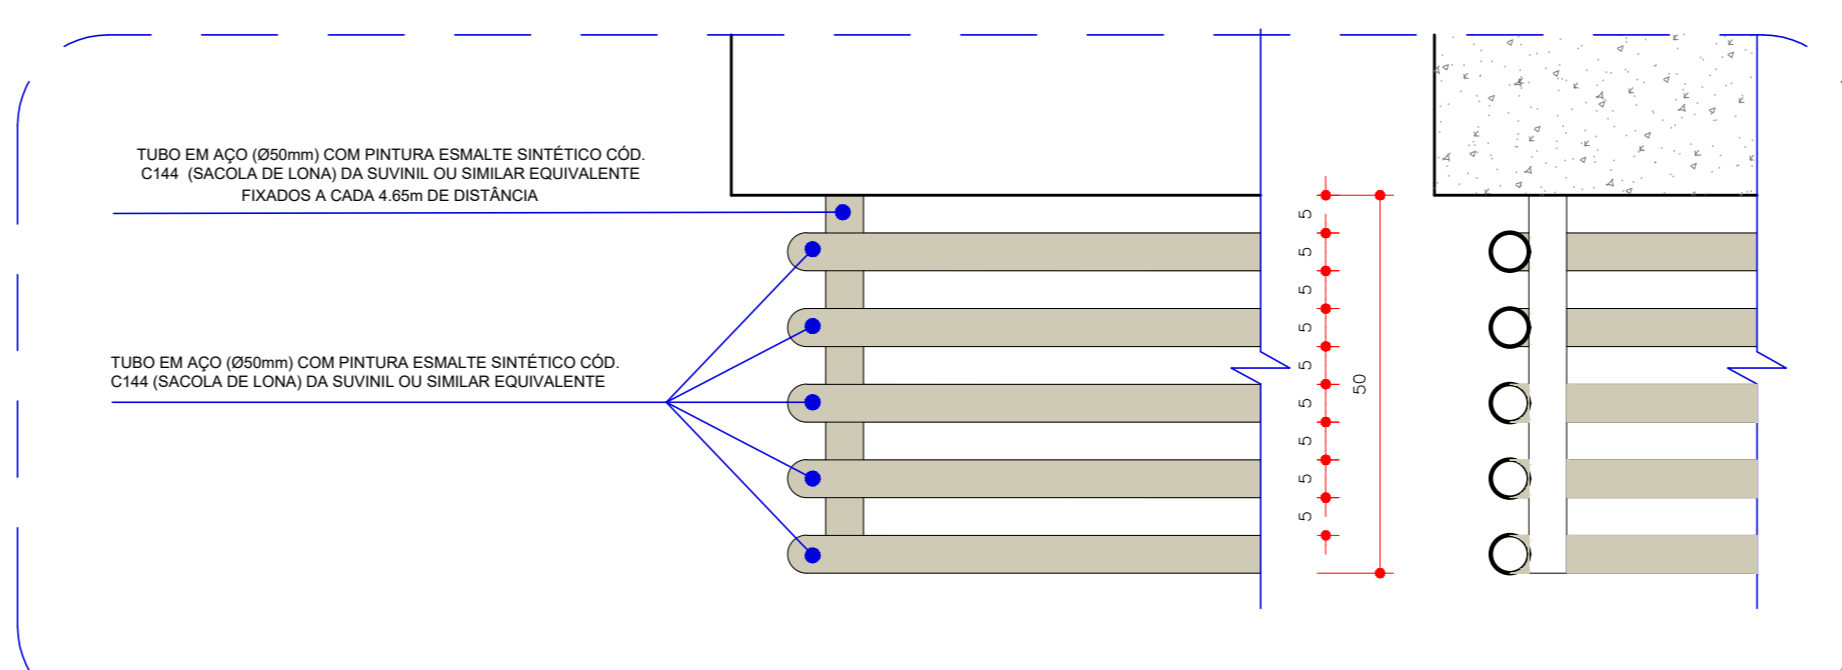 TUBO EM AÇO (Ø50mm) COM PINTURA ESMALTE SINTÉTICO CÓD.
C144 (SACOLA DE LONA) DA SUVINIL OU SIMILAR EQUIVALENTE
FIXADOS A CADA 4.65m DE DISTÂNCIA
TUBO EM AÇO (Ø50mm) COM PINTURA ESMALTE SINTÉTICO CÓD.
C144 (SACOLA DE LONA) DA SUVINIL OU SIMILAR EQUIVALENTE
5
5
5
5
5
5
5
5
5
50